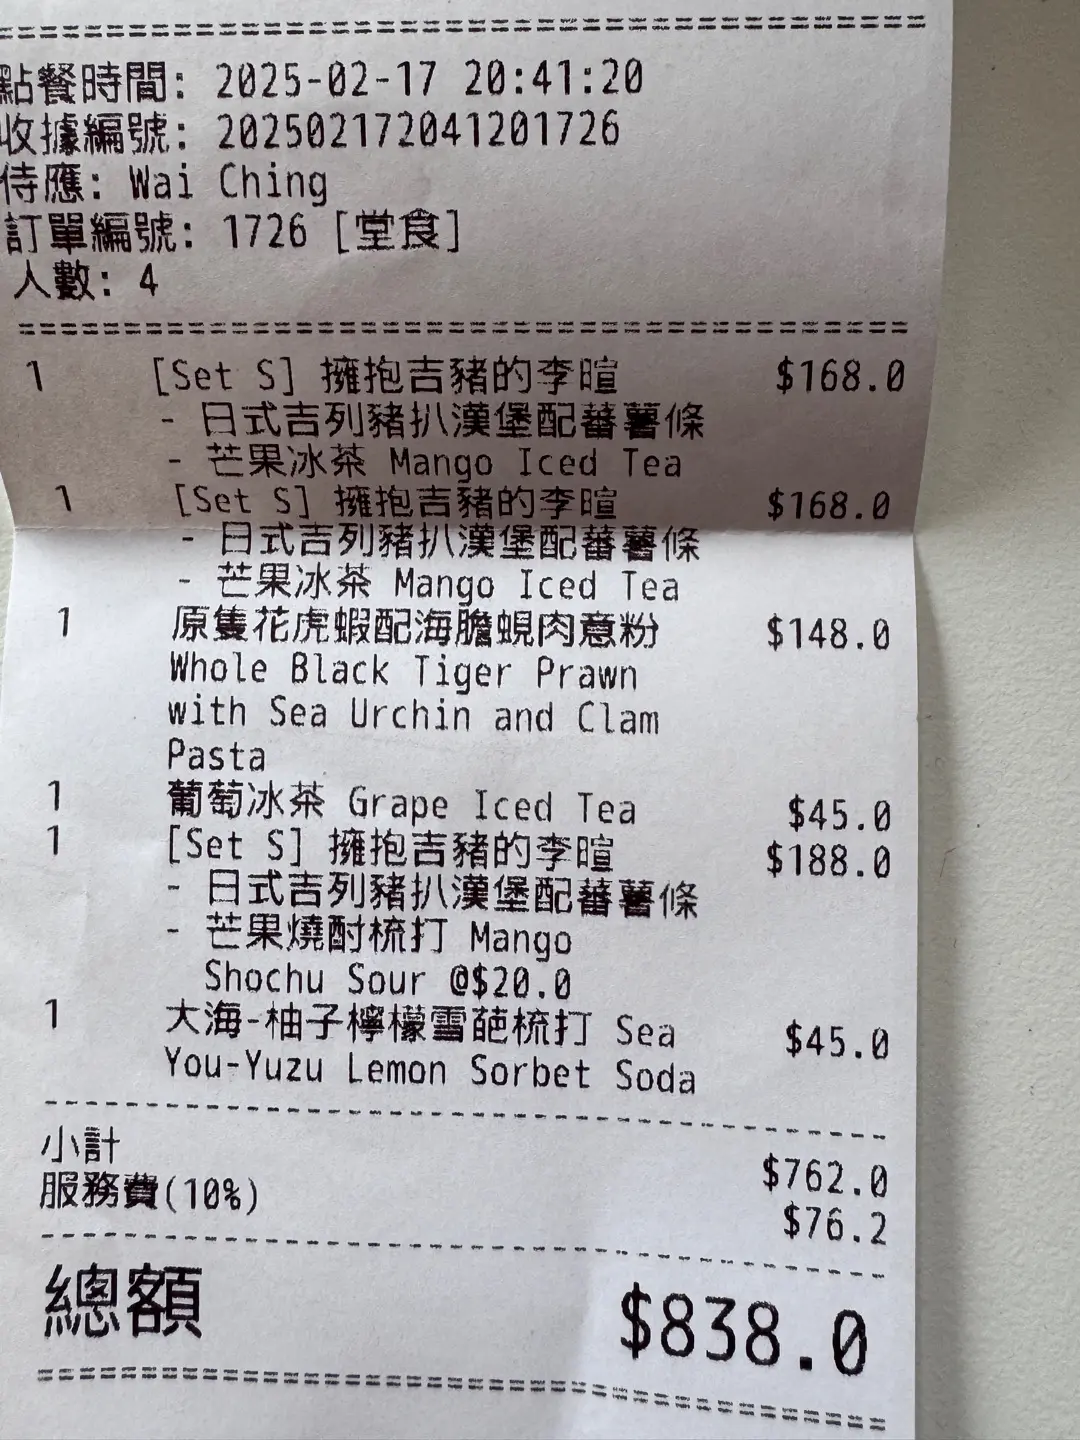 點餐時間: 2025-02-17 20:41:20
收據編號: 202502172041201726
侍應: Wai Ching
訂單編號: 1726 [堂食]
人數: 4
1 [Set S] 擁抱吉豬的李暄 $168.0
- 日式吉列豬扒漢堡配蕃薯條
- 芒果冰茶 Mango Iced Tea
1 [Set S] 擁抱吉豬的李暄 $168.0
- 日式吉列豬扒漢堡配蕃薯條
- 芒果冰茶 Mango Iced Tea
1 原隻花虎蝦配海膽蜆肉意粉 $148.0
Whole Black Tiger Prawn
with Sea Urchin and Clam
Pasta
1 葡萄冰茶 Grape Iced Tea $45.0
1 [Set S] 擁抱吉豬的李暄 $188.0
- 日式吉列豬扒漢堡配蕃薯條
- 芒果燒酎梳打 Mango
Shochu Sour @$20.0
1 大海-柚子檸檬雪葩梳打 Sea $45.0
You-Yuzu Lemon Sorbet Soda
小計 $762.0
服務費(10%) $76.2
總額 $838.0